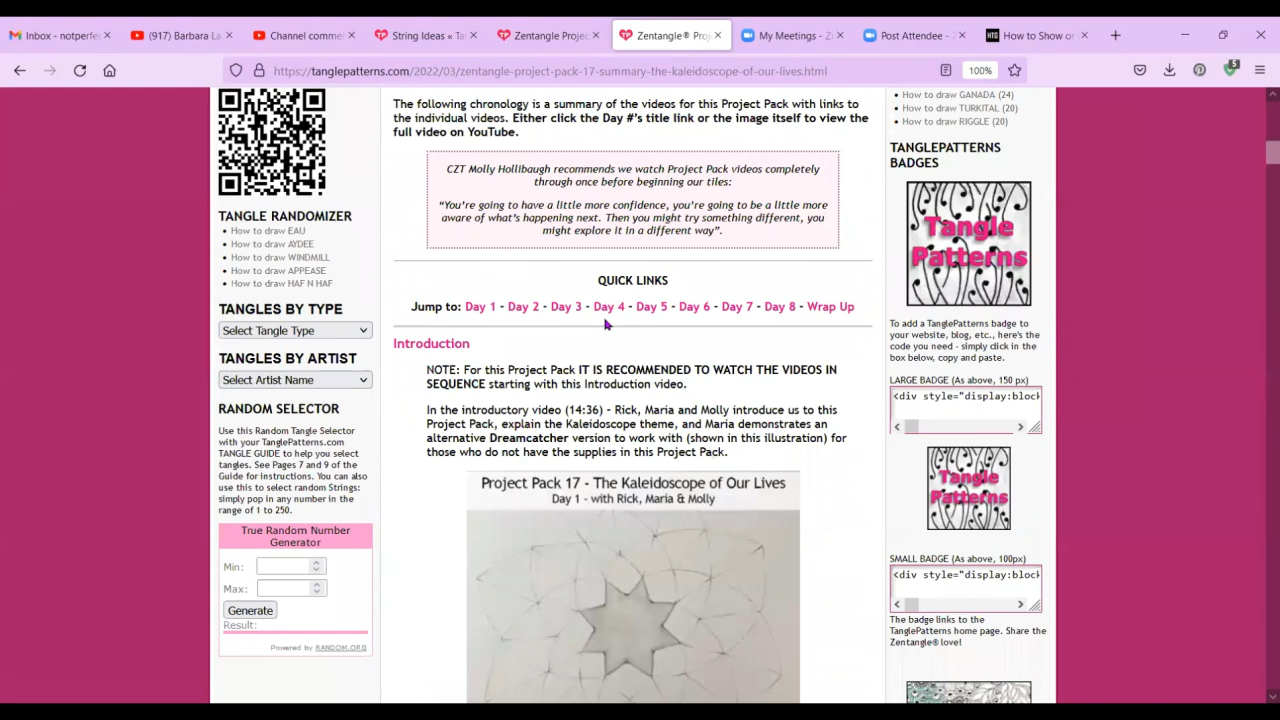 Inbox - notperfec
(917) Barbara La
Channel comme
String Ideas « Ta
Zentangle Projec
Zentangle® Proj
My Meetings - Z
Post Attendee - Z
HTG
How to Show or
https://tanglepatterns.com/2022/03/zentangle-project-pack-17-summary-the-kaleidoscope-of-our-lives.html
100%
5
TANGLE RANDOMIZER
How to draw EAU
How to draw AYDEE
How to draw WINDMILL
How to draw APPEASE
How to draw HAF N HAF
TANGLES BY TYPE
Select Tangle Type
TANGLES BY ARTIST
Select Artist Name
RANDOM SELECTOR
Use this Random Tangle Selector
with your TanglePatterns.com
TANGLE GUIDE to help you select
tangles. See Pages 7 and 9 of the
Guide for instructions. You can also
use this to select random Strings:
simply pop in any number in the
range of 1 to 250.
True Random Number
Generator
Min:
Max:
Generate
Result:
Powered by RANDOM.ORG
The following chronology is a summary of the videos for this Project Pack with links to
the individual videos. Either click the Day #'s title link or the image itself to view the
full video on YouTube.
CZT Molly Hollibaugh recommends we watch Project Pack videos completely
through once before beginning our tiles:
“You’re going to have a little more confidence, you’re going to be a little more
aware of what’s happening next. Then you might try something different, you
might explore it in a different way”.
QUICK LINKS
Jump to: Day 1 - Day 2 - Day 3 - Day 4 - Day 5 - Day 6 - Day 7 - Day 8 - Wrap Up
Introduction
NOTE: For this Project Pack IT IS RECOMMENDED TO WATCH THE VIDEOS IN
SEQUENCE starting with this Introduction video.
In the introductory video (14:36) - Rick, Maria and Molly introduce us to this
Project Pack, explain the Kaleidoscope theme, and Maria demonstrates an
alternative Dreamcatcher version to work with (shown in this illustration) for
those who do not have the supplies in this Project Pack.
Project Pack 17 - The Kaleidoscope of Our Lives
Day 1 - with Rick, Maria & Molly
How to draw GANADA (24)
How to draw TURKITAL (20)
How to draw RIGGLE (20)
TANGLEPATTERNS
BADGES
Tangle
Patterns
To add a TanglePatterns badge to
your website, blog, etc., here's the
code you need - simply click in the
box below, copy and paste.
LARGE BADGE (As above, 150 px)
<div style="display:block
Tangle
Patterns
SMALL BADGE (As above, 100px)
<div style="display:block
The badge links to the
TanglePatterns home page. Share the
Zentangle® love!